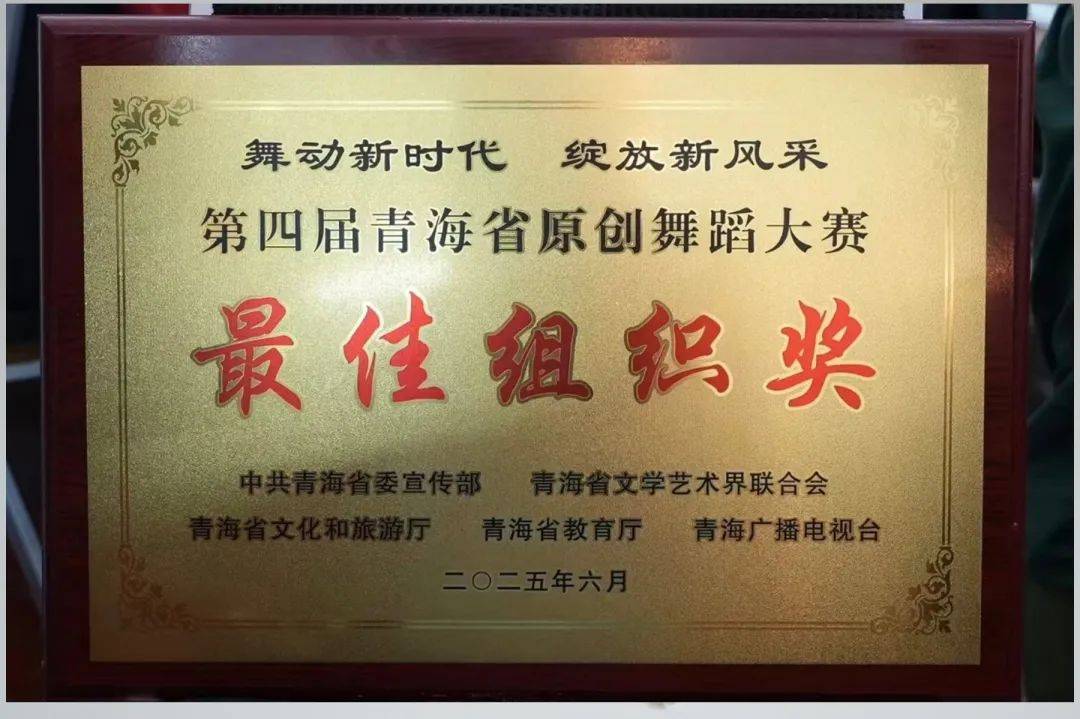 舞动新时代 绽放新风采
第四届青海省原创舞蹈大赛
最佳组织奖
中共青海省委宣传部 青海省文学艺术界联合会
青海省文化和旅游厅 青海省教育厅 青海广播电视台
二〇二五年六月